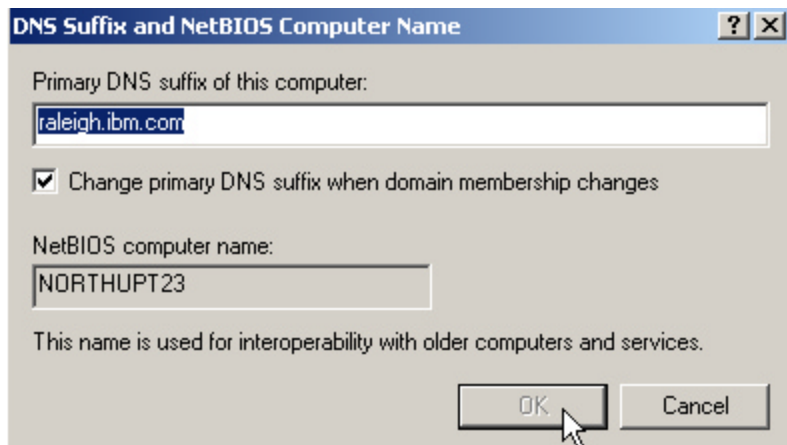 DNS Suffix and NetBIOS Computer Name
Primary DNS suffix of this computer:
raleigh.ibm.com
Change primary DNS suffix when domain membership changes
NetBIOS computer name:
NORTHUPT23
This name is used for interoperability with older computers and services.
OK Cancel